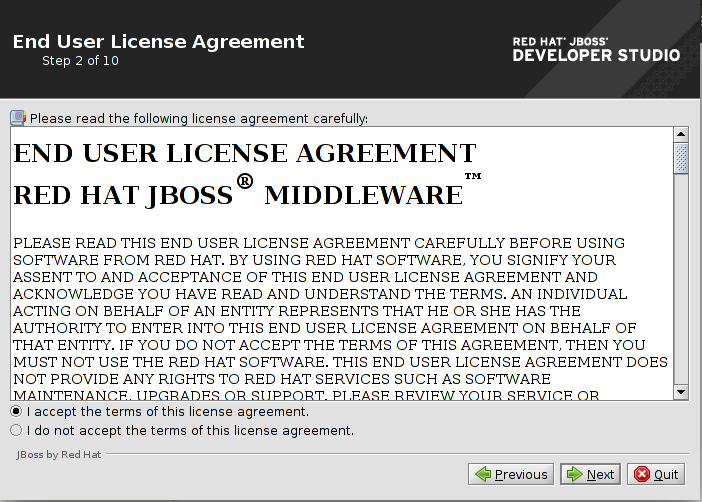 End User License Agreement
Step 2 of 10
RED HAT® JBOSS®
DEVELOPER STUDIO
Please read the following license agreement carefully:
END USER LICENSE AGREEMENT
RED HAT JBOSS® MIDDLEWARE™
PLEASE READ THIS END USER LICENSE AGREEMENT CAREFULLY BEFORE USING
SOFTWARE FROM RED HAT. BY USING RED HAT SOFTWARE, YOU SIGNIFY YOUR
ASSENT TO AND ACCEPTANCE OF THIS END USER LICENSE AGREEMENT AND
ACKNOWLEDGE YOU HAVE READ AND UNDERSTAND THE TERMS. AN INDIVIDUAL
ACTING ON BEHALF OF AN ENTITY REPRESENTS THAT HE OR SHE HAS THE
AUTHORITY TO ENTER INTO THIS END USER LICENSE AGREEMENT ON BEHALF OF
THAT ENTITY. IF YOU DO NOT ACCEPT THE TERMS OF THIS AGREEMENT, THEN YOU
MUST NOT USE THE RED HAT SOFTWARE. THIS END USER LICENSE AGREEMENT DOES
NOT PROVIDE ANY RIGHTS TO RED HAT SERVICES SUCH AS SOFTWARE
MAINTENANCE, UPGRADES OR SUPPORT. PLEASE REVIEW YOUR SERVICE OR
I accept the terms of this license agreement.
I do not accept the terms of this license agreement.
JBoss by Red Hat
Previous
Next
Quit